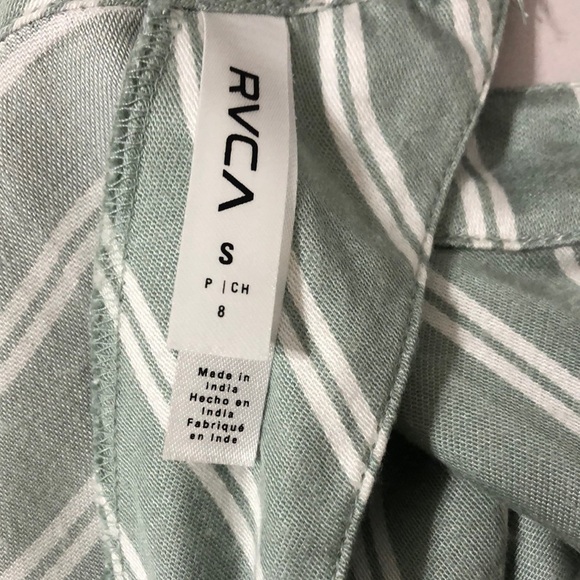 RVCA
S
P | CH
8
Made in
India
Hecho en
India
Fabriqué
en Inde